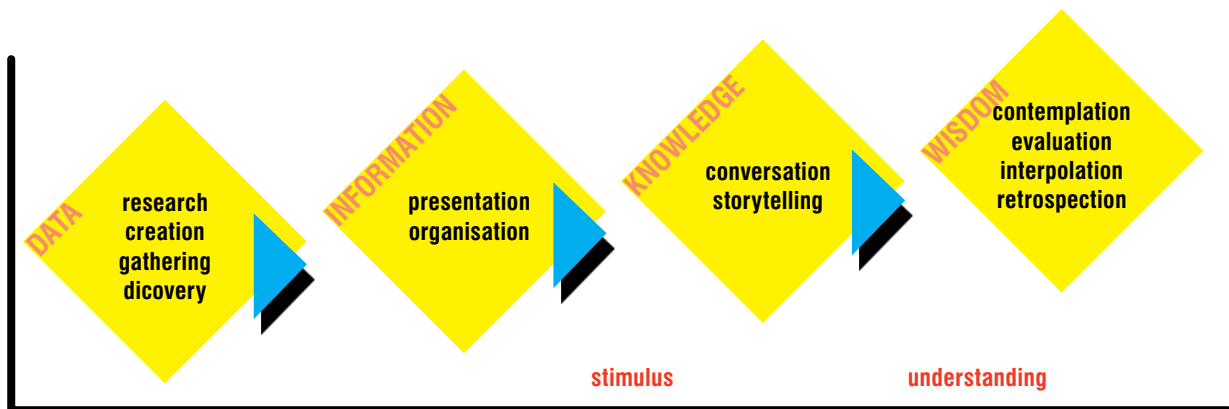 DATA
research
creation
gathering
dicovery
INFORMATION
presentation
organisation
KNOWLEDGE
conversation
storytelling
WISDOM
contemplation
evaluation
interpolation
retrospection
stimulus
understanding